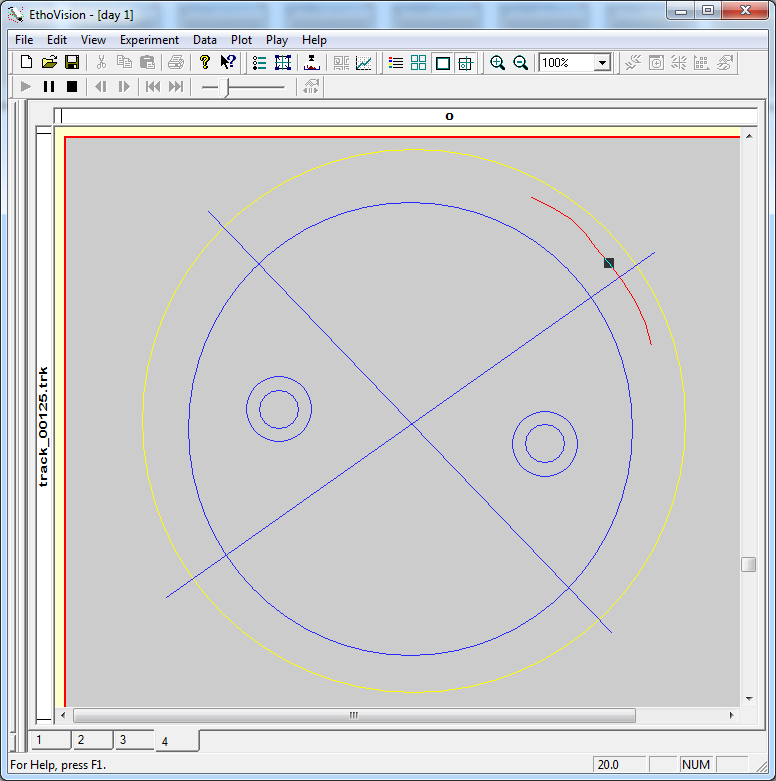 EthoVision - [day 1]
File Edit View Experiment Data Plot Play Help
100%
o
track_00125.trk
1 2 3 4
For Help, press F1. 20.0 NUM